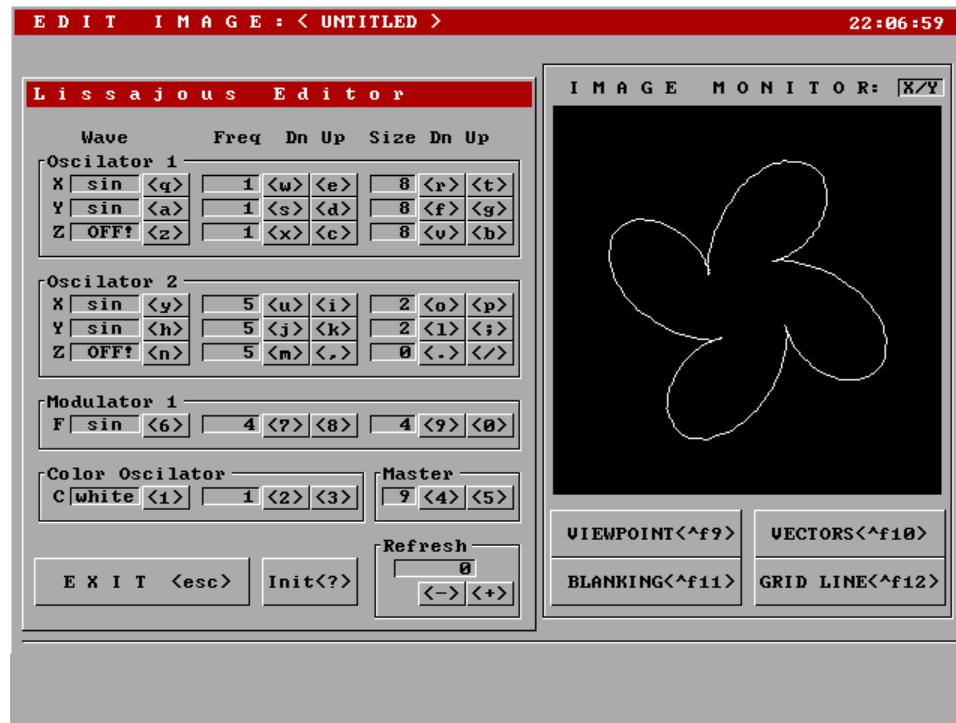 E D I T   I M A G E : < UNTITLED >   22:06:59
L i s s a j o u s   E d i t o r
Wave   Freq   Dn Up   Size Dn Up
Oscilator 1
X sin <q> 1 <w> <e> 8 <r> <t>
Y sin <a> 1 <s> <d> 8 <f> <g>
Z OFF! <z> 1 <x> <c> 8 <v> <b>
Oscilator 2
X sin <y> 5 <u> <i> 2 <o> <p>
Y sin <h> 5 <j> <k> 2 <l> <;>
Z OFF! <n> 5 <m> <,> 0 <.> </>
Modulator 1
F sin <6> 4 <7> <8> 4 <9> <0>
Color Oscilator   Master
C white <1> 1 <2> <3> 9 <4> <5>
Refresh
0
E X I T <esc>   Init<?>   <-> <+>
I M A G E   M O N I T O R: X/Y
VIEWPOINT<^f9>   VECTORS<^f10>
BLANKING<^f11>   GRID LINE<^f12>